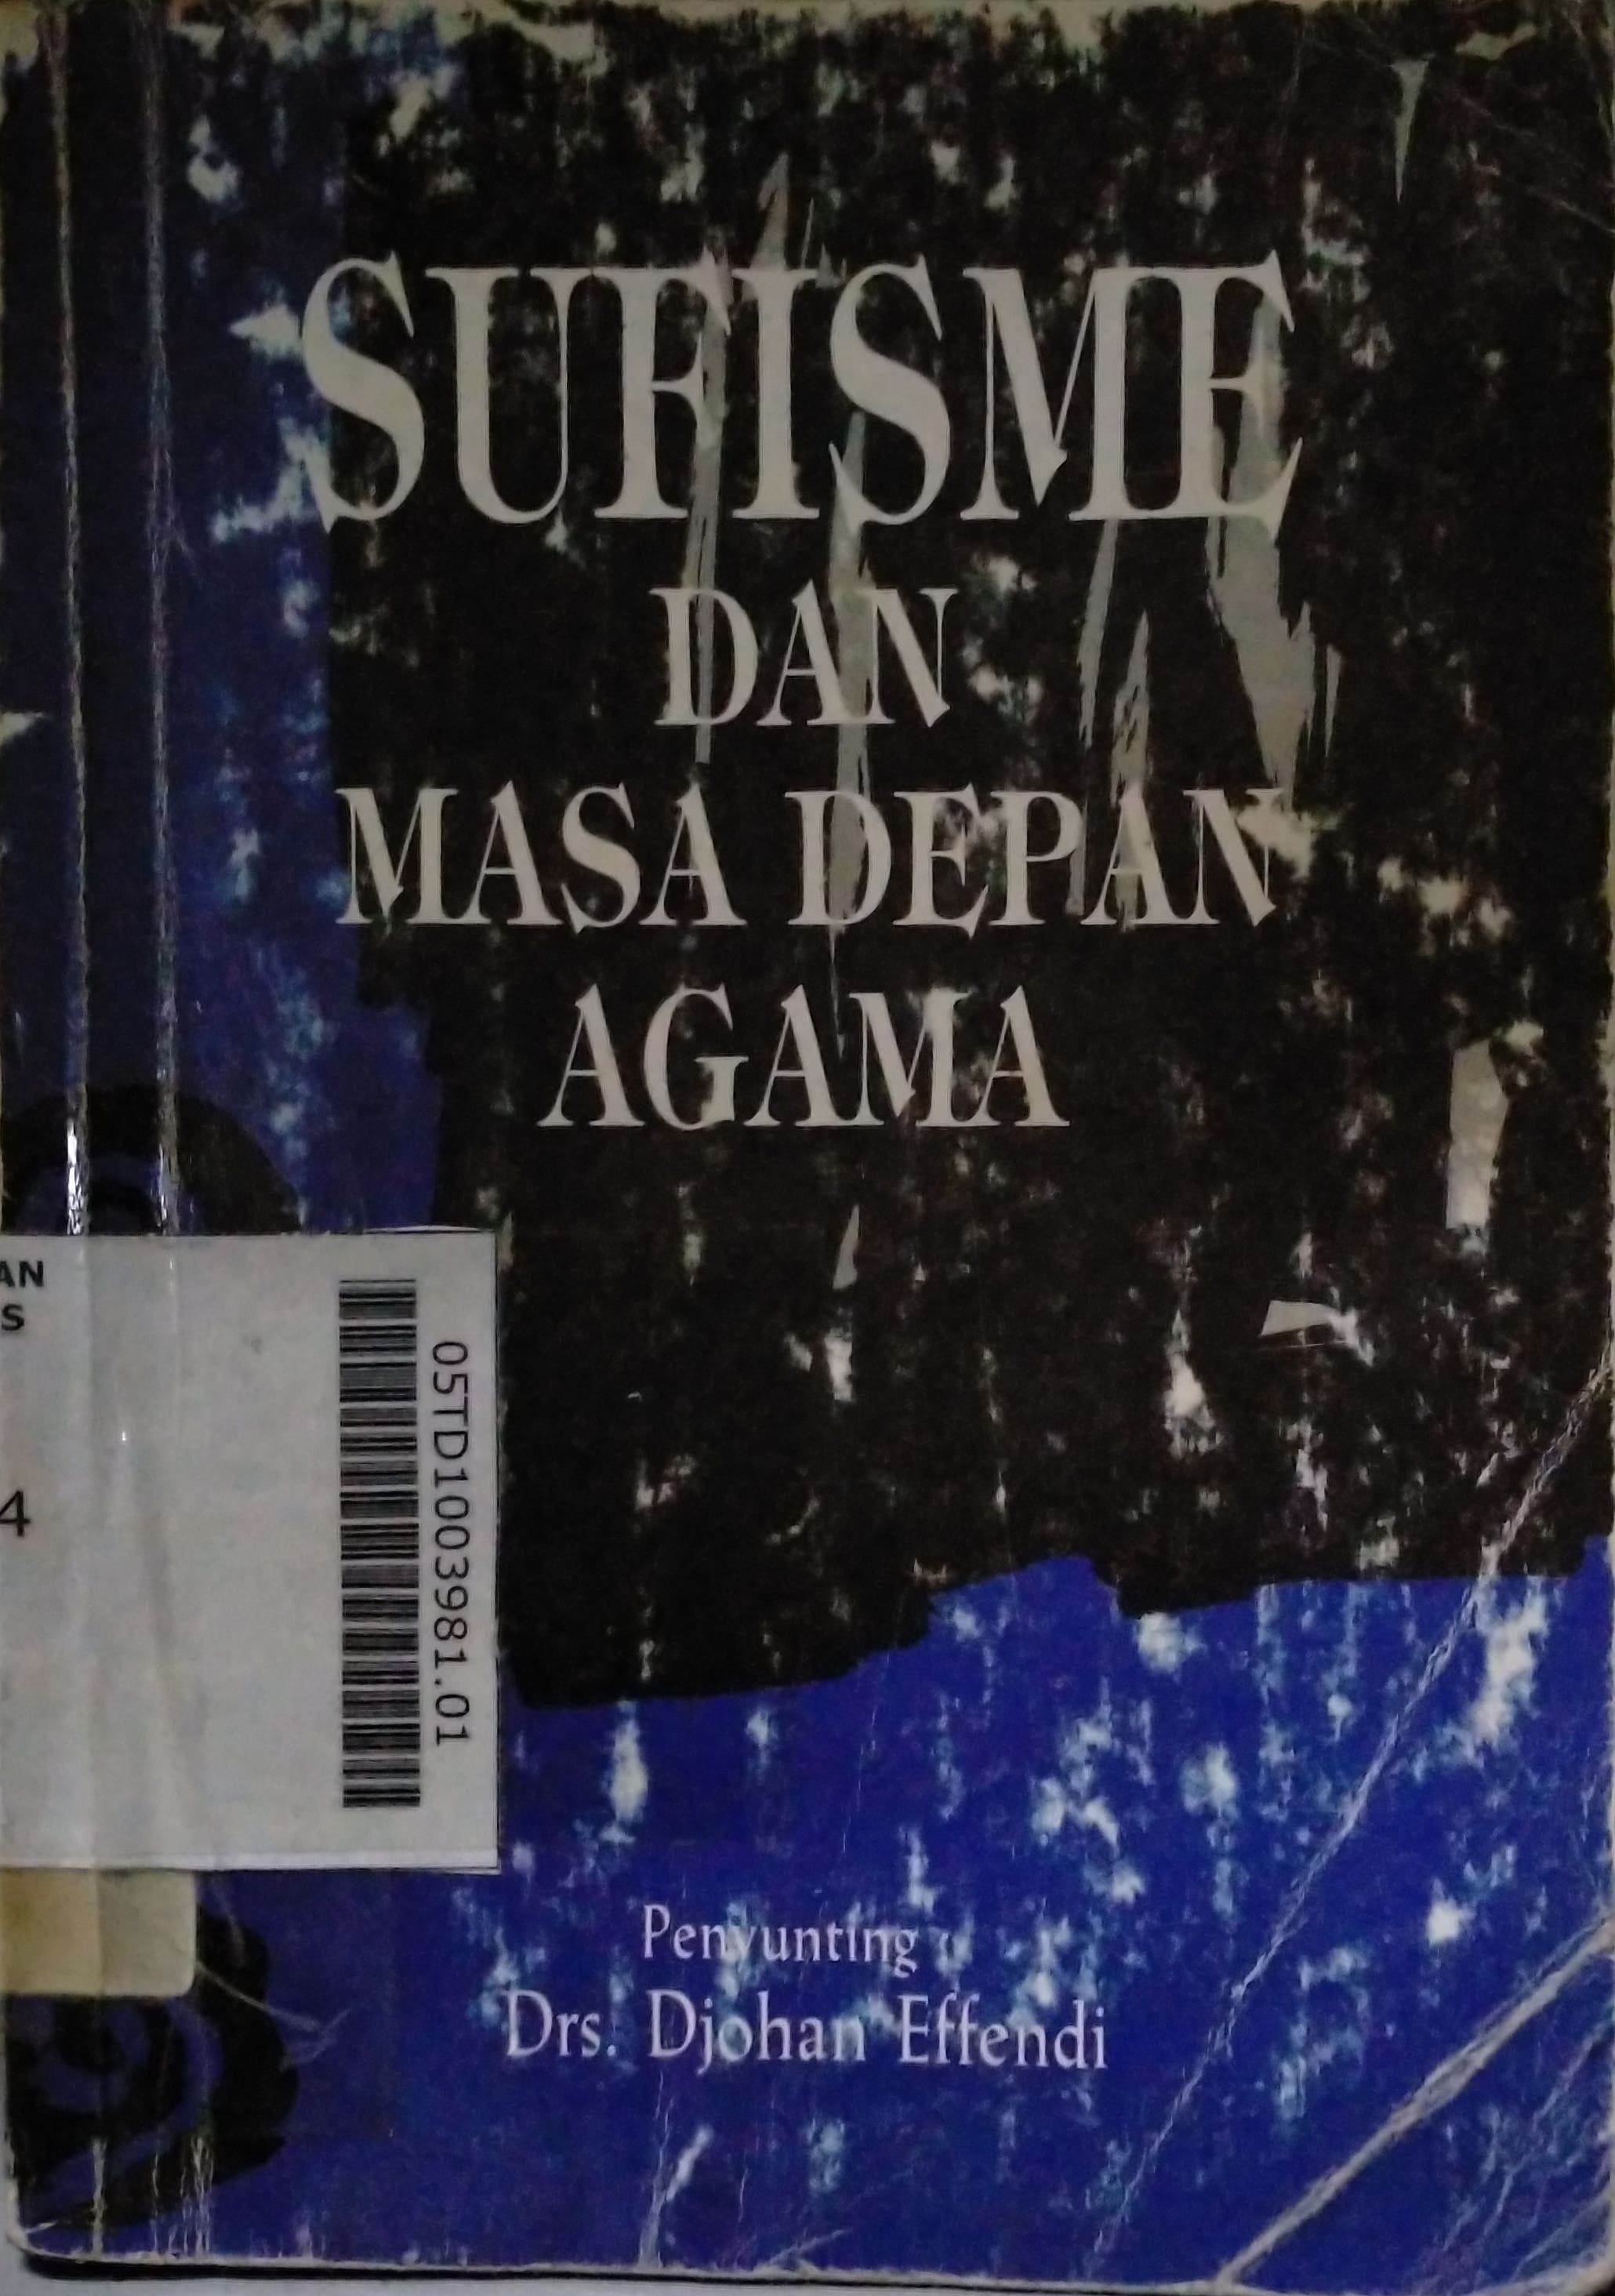 SUFISME
DAN
MASA DEPAN
AGAMA
AN
S
4
05TD1003981.01
Penyunting
Drs. Djohan Effendi